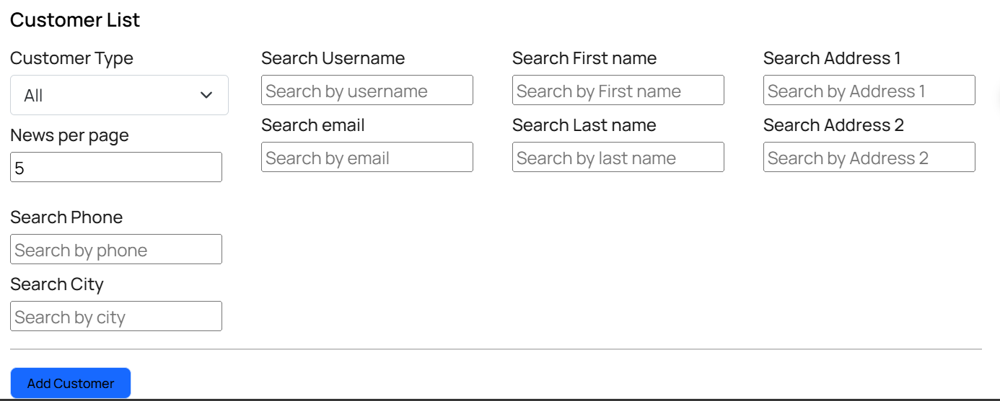 Customer List
Customer Type
All
News per page
5
Search Username
Search by username
Search email
Search by email
Search First name
Search by First name
Search Last name
Search by last name
Search Address 1
Search by Address 1
Search Address 2
Search by Address 2
Search Phone
Search by phone
Search City
Search by city
Add Customer